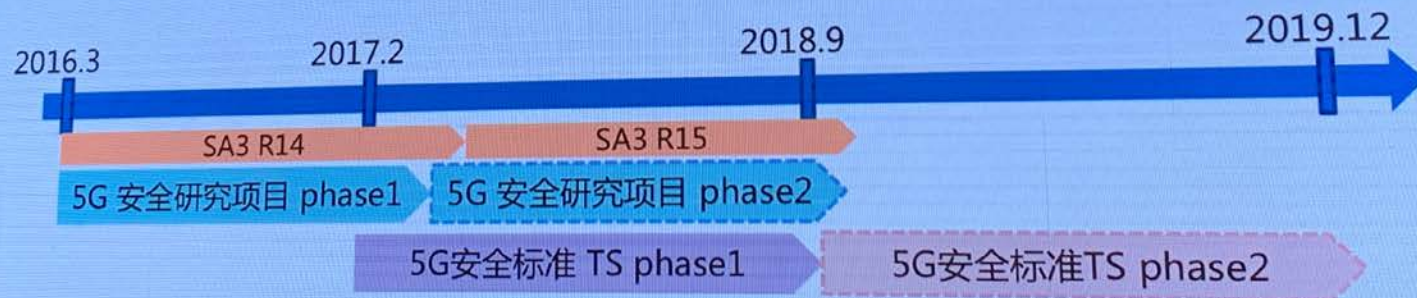 2016.3
2017.2
2018.9
2019.12
SA3 R14
SA3 R15
5G 安全研究项目 phase1
5G 安全研究项目 phase2
5G安全标准 TS phase1
5G安全标准TS phase2